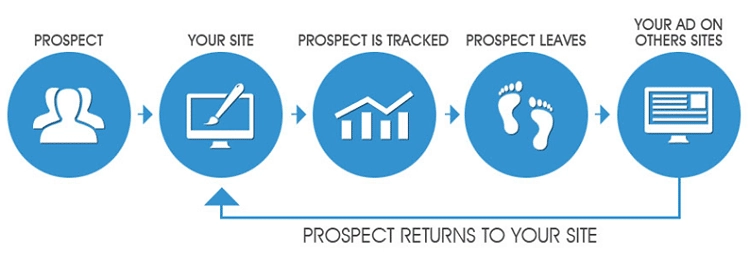 PROSPECT
YOUR SITE
PROSPECT IS TRACKED
PROSPECT LEAVES
YOUR AD ON
OTHERS SITES
PROSPECT RETURNS TO YOUR SITE